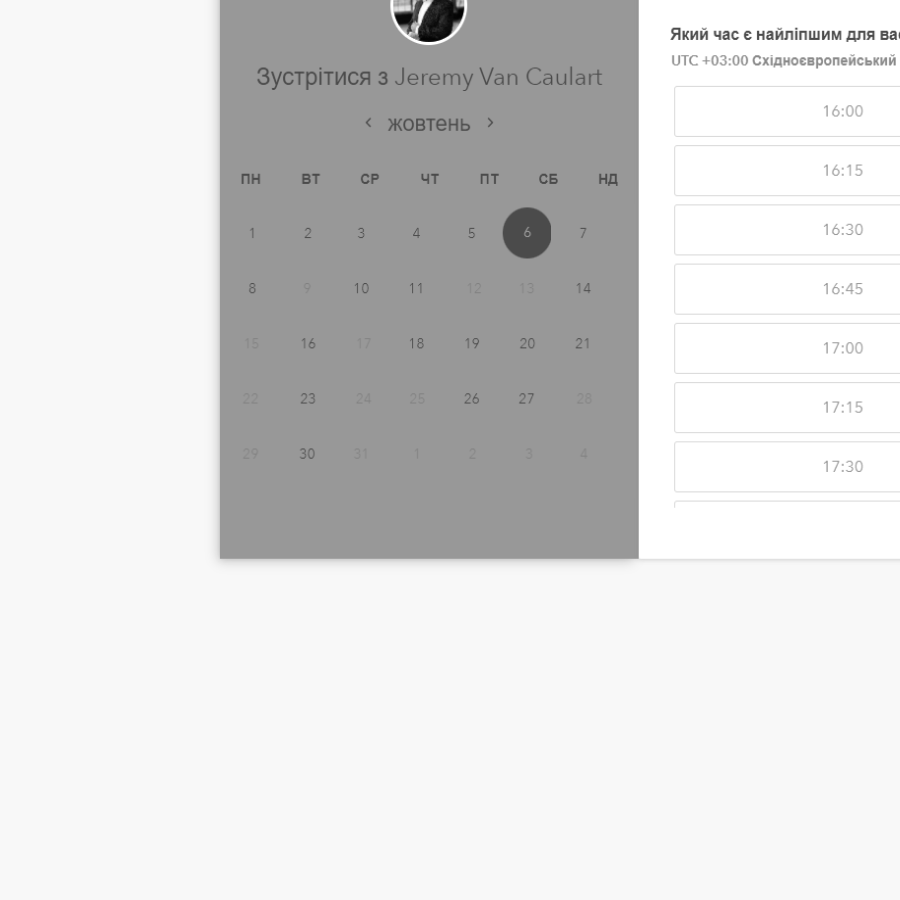 Зустрітися з Jeremy Van Caulart
‹ жовтень ›
ПН ВТ СР ЧТ ПТ СБ НД
1 2 3 4 5 6 7
8 9 10 11 12 13 14
15 16 17 18 19 20 21
22 23 24 25 26 27 28
29 30 31 1 2 3 4
Який час є найліпшим для
UTC +03:00 Східноєвропейський
16:00
16:15
16:30
16:45
17:00
17:15
17:30